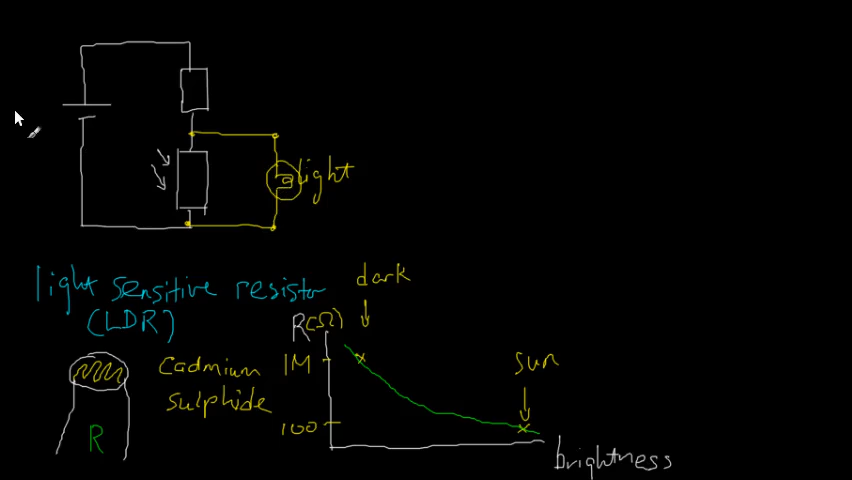 light
light sensitive resistor
(LDR)
dark
R(Ω)
Cadmium
sulphide
1M
sun
100
R
brightness